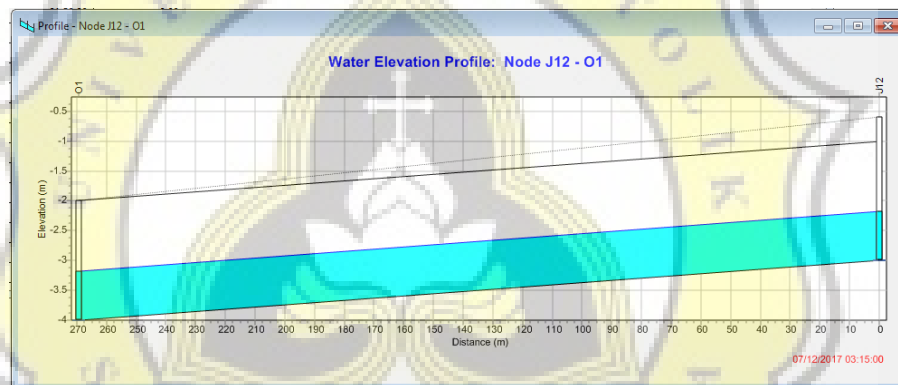 Profile - Node J12 - O1
Water Elevation Profile: Node J12 - O1
O1
J12
Elevation (m)
-0.5
-1
-1.5
-2
-2.5
-3
-3.5
-4
270 260 250 240 230 220 210 200 190 180 170 160 150 140 130 120 110 100 90 80 70 60 50 40 30 20 10 0
Distance (m)
07/12/2017 03:15:00